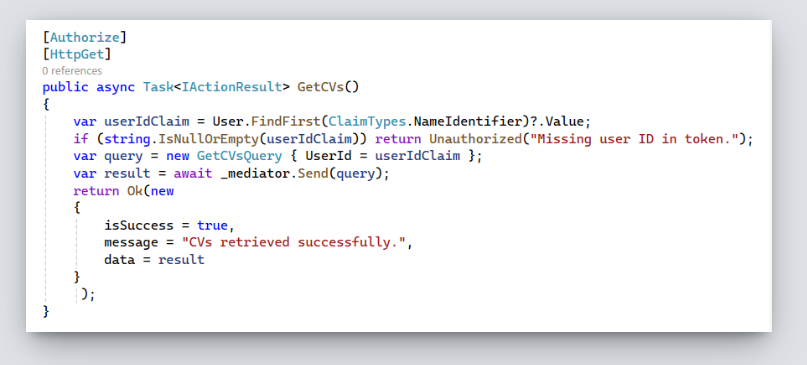 [Authorize]
[HttpGet]
0 references
public async Task<IActionResult> GetCVs()
{
var userIdClaim = User.FindFirst(ClaimTypes.NameIdentifier)?.Value;
if (string.IsNullOrEmpty(userIdClaim)) return Unauthorized("Missing user ID in token.");
var query = new GetCVsQuery { UserId = userIdClaim };
var result = await _mediator.Send(query);
return Ok(new
{
isSuccess = true,
message = "CVs retrieved successfully.",
data = result
}
);
}